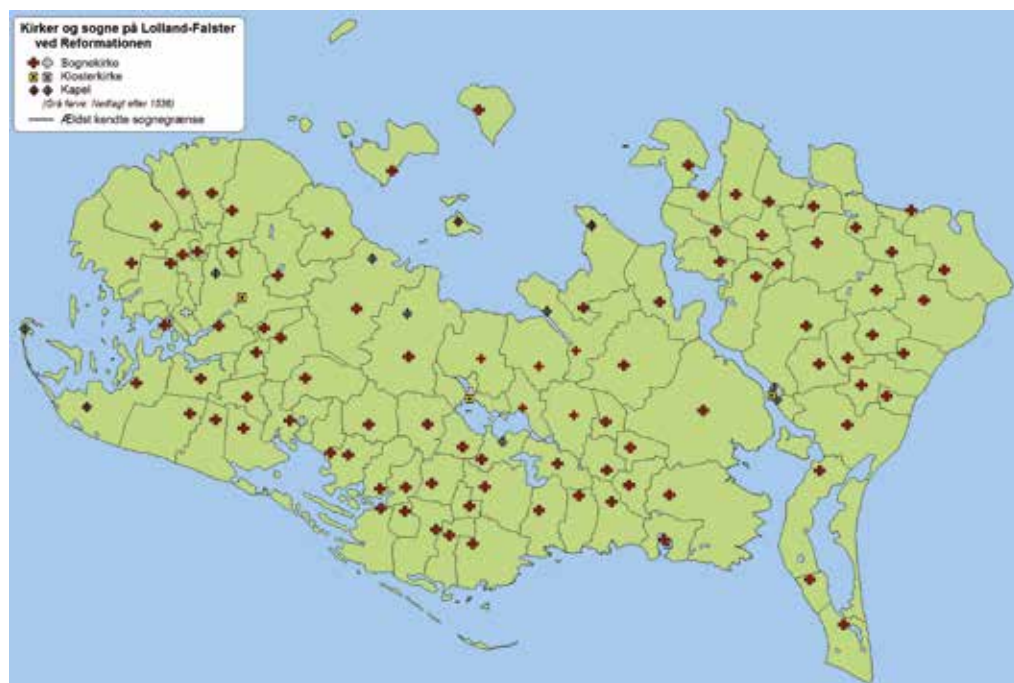 Kirker og sogne på Lolland-Falster
ved Reformationen
Sognekirke
Klosterkirke
Kapel
(Grå farve: Nedlagt efter 1536)
Ældst kendte sognegrænse